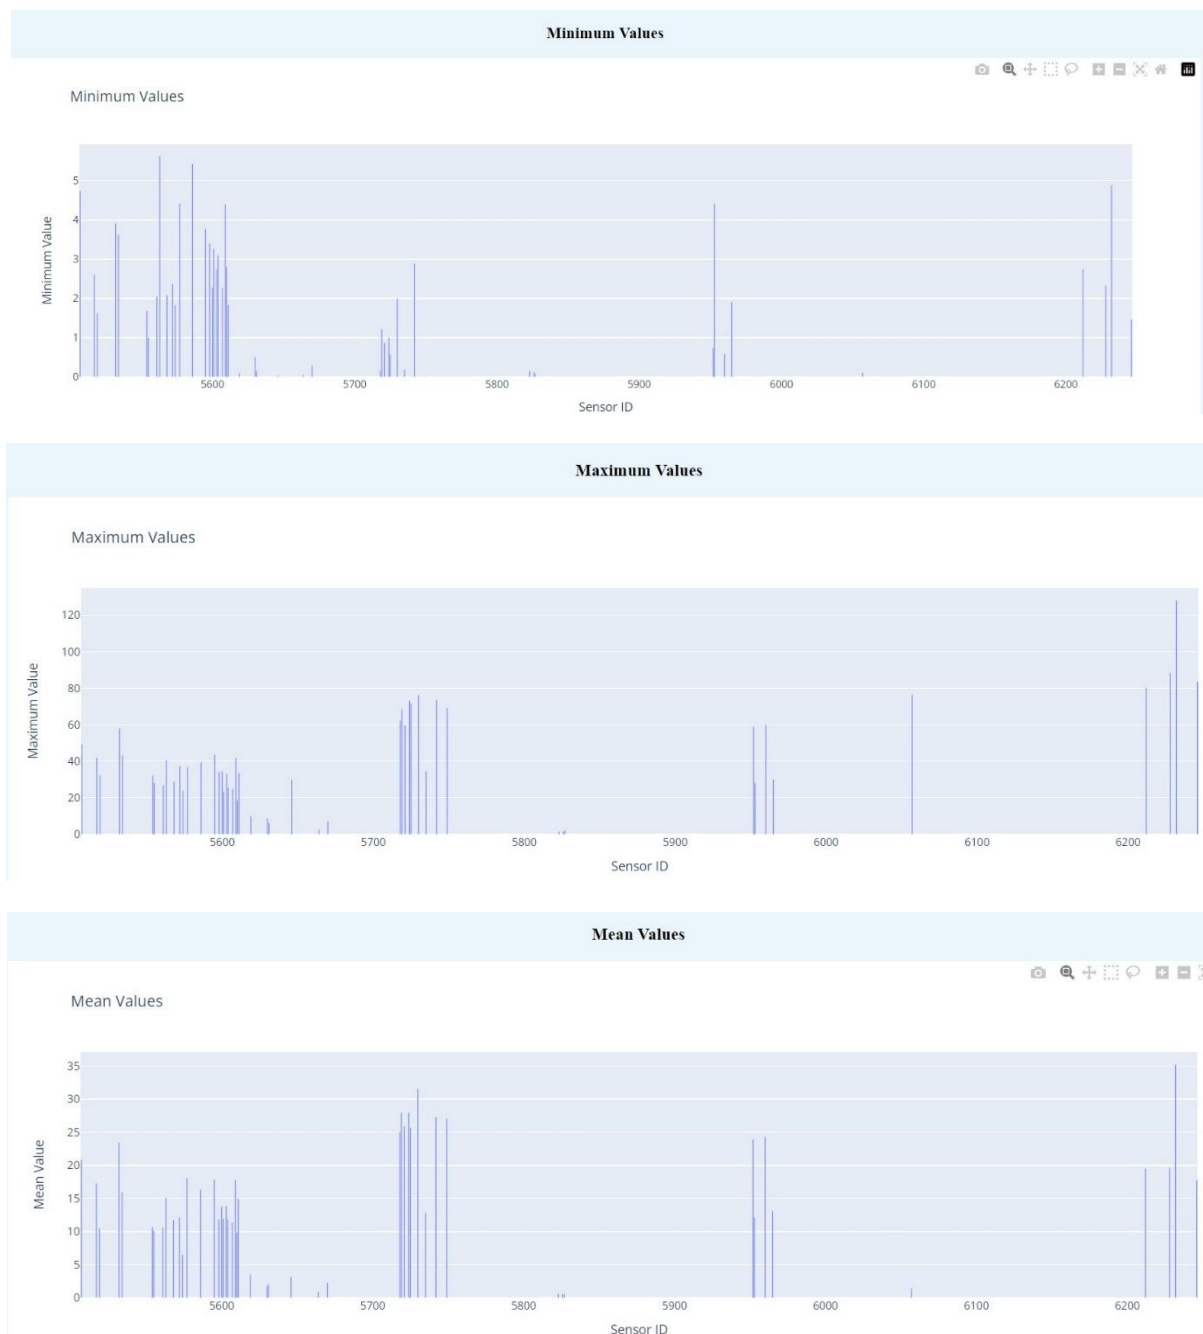 Minimum Values
Minimum Values
5
4
3
2
1
0
Minimum Value
5600 5700 5800 5900 6000 6100 6200
Sensor ID
Maximum Values
Maximum Values
120
100
80
60
40
20
0
Maximum Value
5600 5700 5800 5900 6000 6100 6200
Sensor ID
Mean Values
Mean Values
35
30
25
20
15
10
5
0
Mean Value
5600 5700 5800 5900 6000 6100 6200
Sensor ID